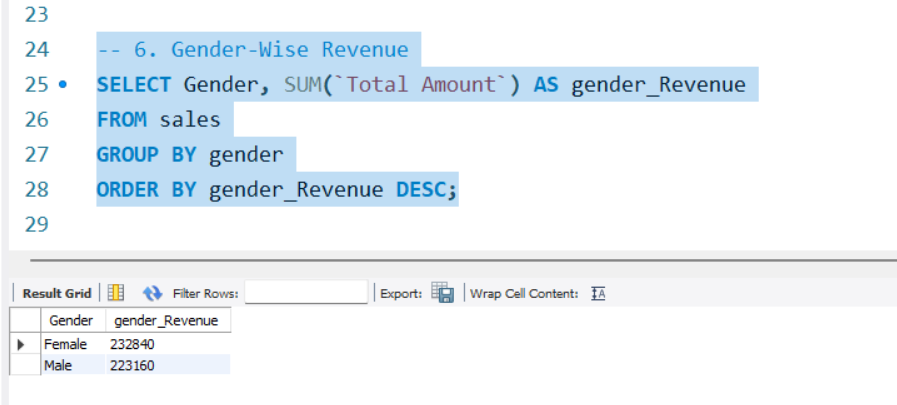 23
24 -- 6. Gender-Wise Revenue
25 SELECT Gender, SUM(`Total Amount`) AS gender_Revenue
26 FROM sales
27 GROUP BY gender
28 ORDER BY gender_Revenue DESC;
29
Result Grid Filter Rows: Export: Wrap Cell Content: IA
Gender gender_Revenue
Female 232840
Male 223160